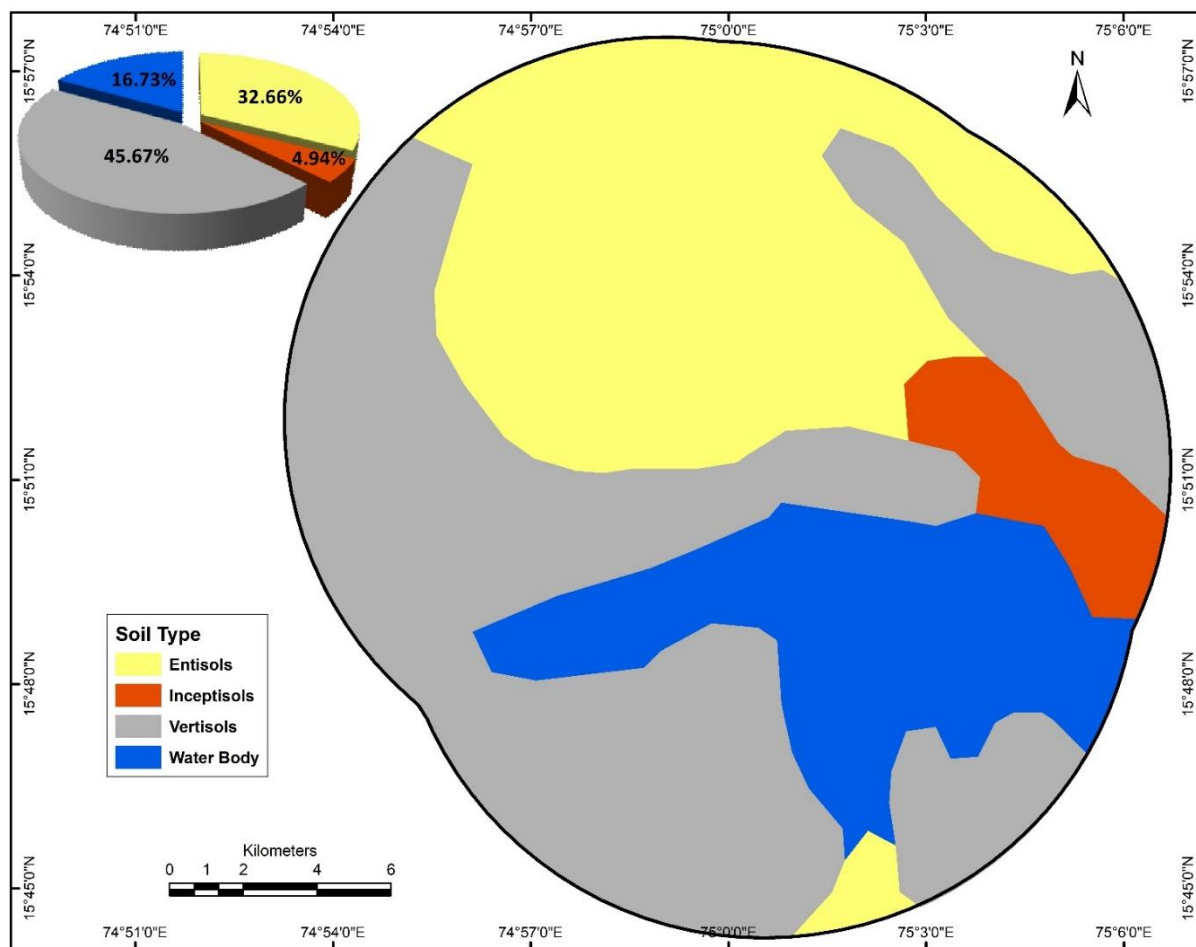 74°51'0"E 74°54'0"E 74°57'0"E 75°0'0"E 75°3'0"E 75°6'0"E
15°57'0"N
15°57'0"N
N
16.73%
32.66%
45.67%
4.94%
15°54'0"N
15°54'0"N
15°51'0"N
15°51'0"N
Soil Type
Entisols
Inceptisols
Vertisols
Water Body
15°48'0"N
15°48'0"N
Kilometers
0 1 2 4 6
15°45'0"N
15°45'0"N
74°51'0"E 74°54'0"E 74°57'0"E 75°0'0"E 75°3'0"E 75°6'0"E